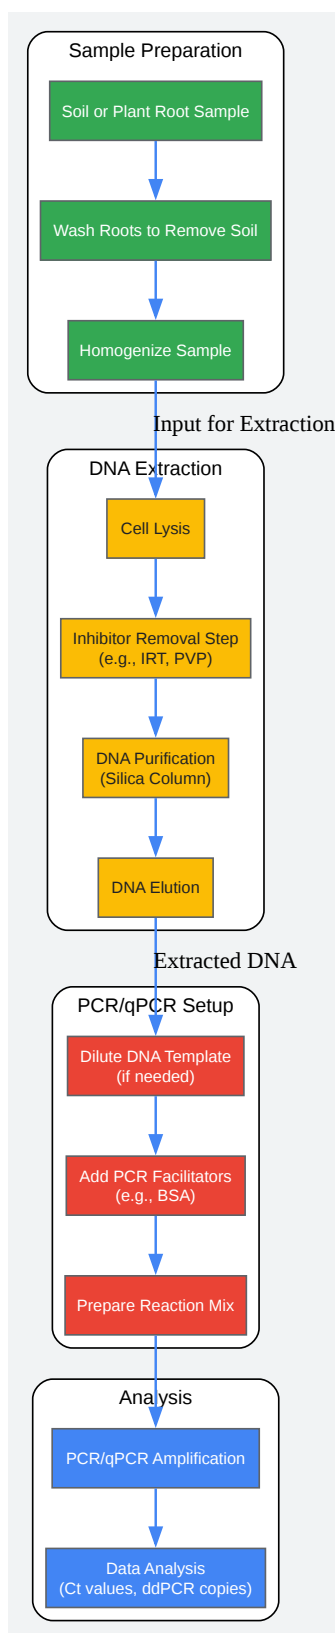 Sample Preparation
Soil or Plant Root Sample
Wash Roots to Remove Soil
Homogenize Sample
Input for Extraction
DNA Extraction
Cell Lysis
Inhibitor Removal Step
(e.g., IRT, PVP)
DNA Purification
(Silica Column)
DNA Elution
Extracted DNA
PCR/qPCR Setup
Dilute DNA Template
(if needed)
Add PCR Facilitators
(e.g., BSA)
Prepare Reaction Mix
Analysis
PCR/qPCR Amplification
Data Analysis
(Ct values, ddPCR copies)